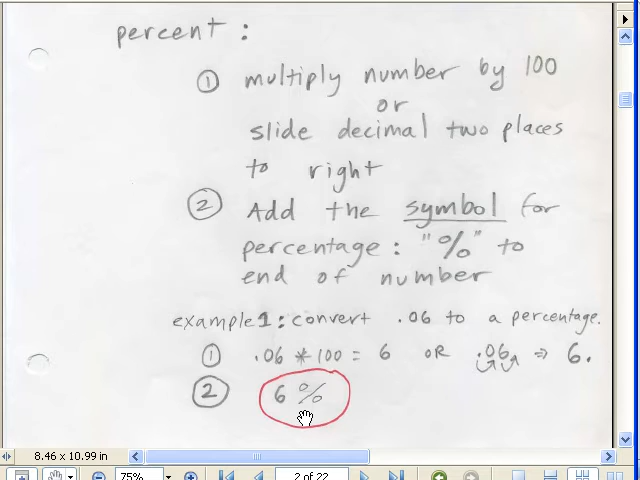 percent :
① multiply number by 100
or
slide decimal two places
to right
② Add the symbol for
percentage : "%" to
end of number
example 1 : convert .06 to a percentage.
① .06 * 100 = 6 OR .06 ⇒ 6.
② 6 %
8.46 x 10.99 in
75%
2 of 22